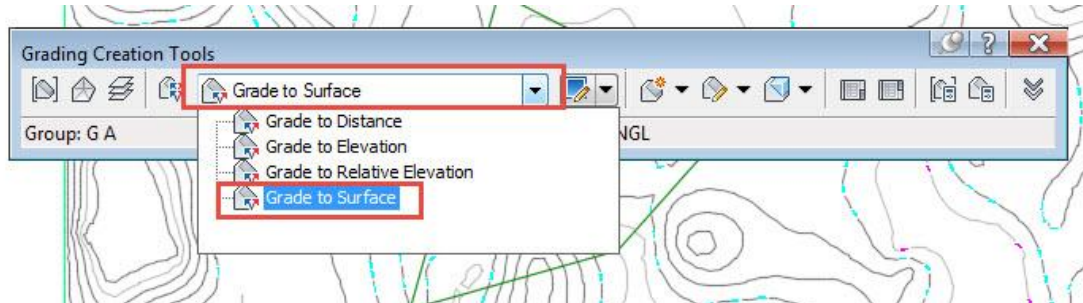 Grading Creation Tools
Grade to Surface
Grade to Distance
Group: G A
NGL
Grade to Elevation
Grade to Relative Elevation
Grade to Surface